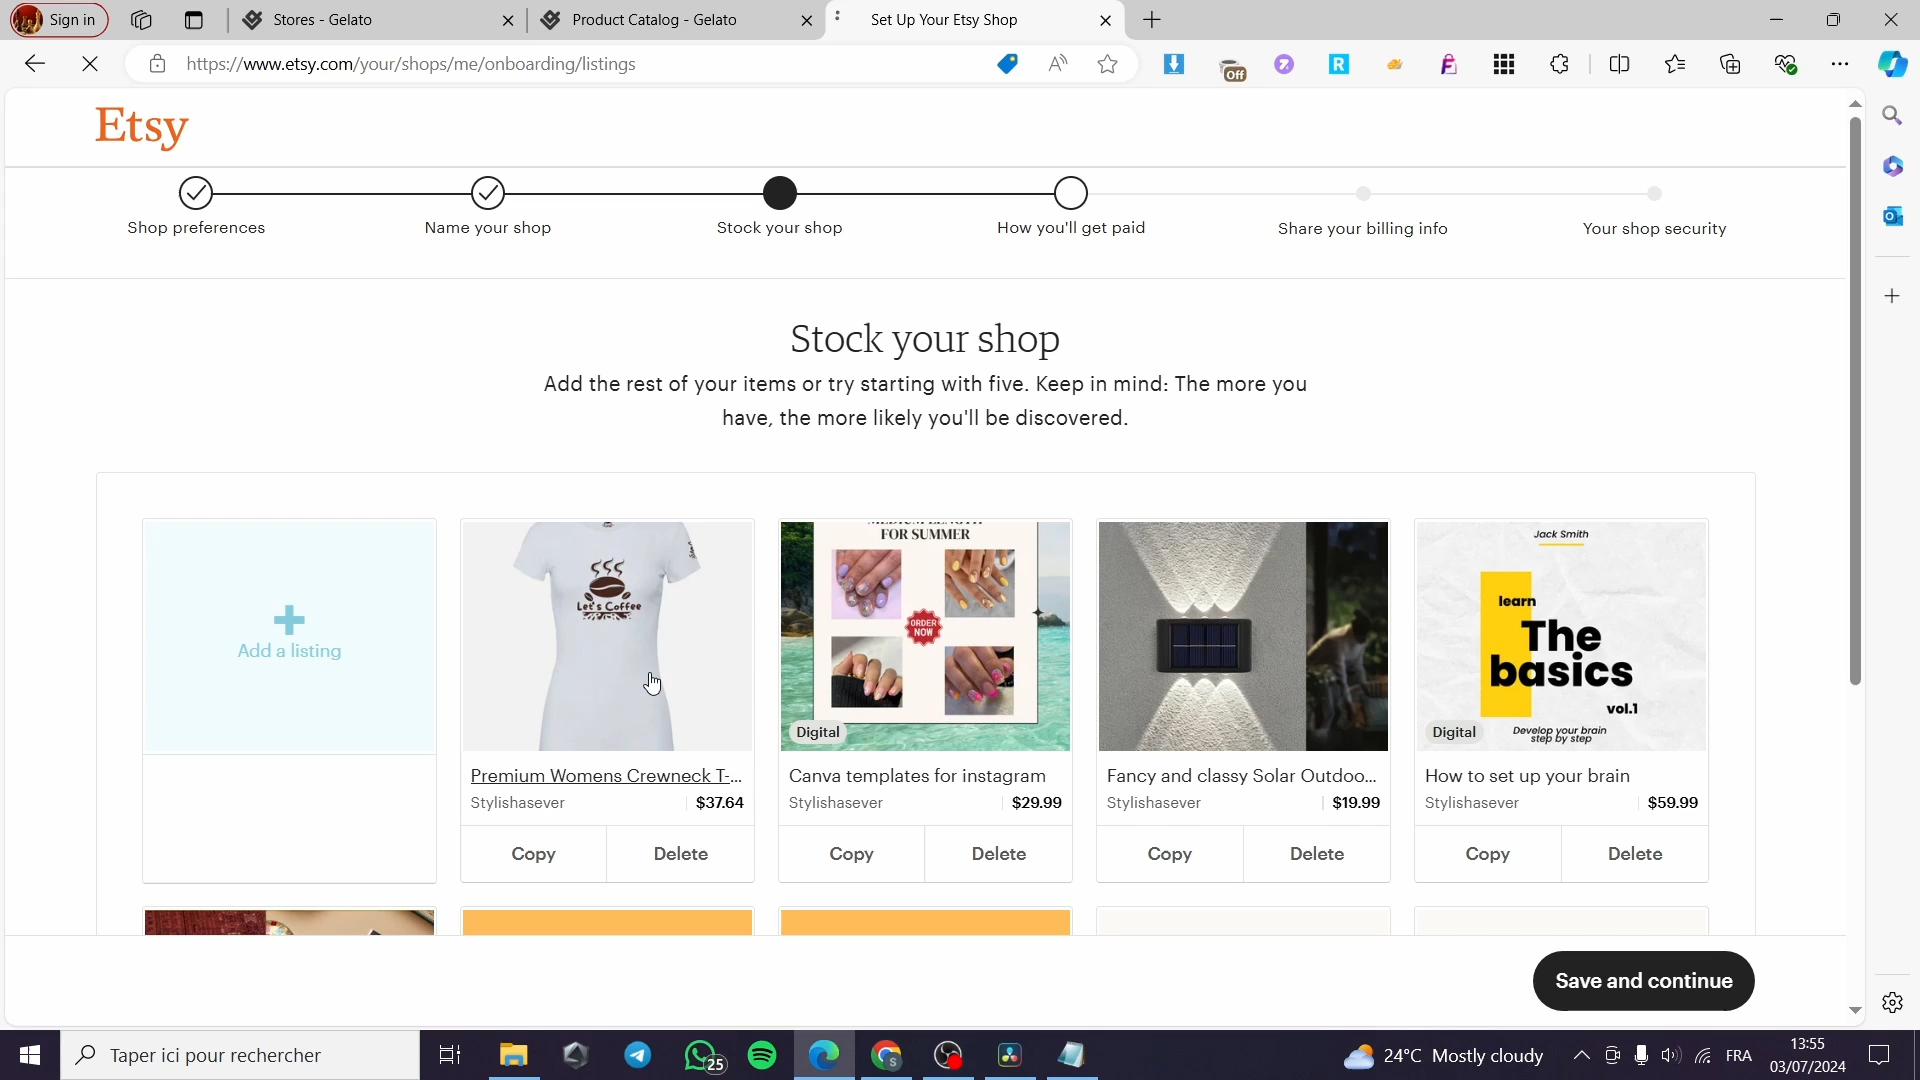 Sign in
Stores - Gelato
Product Catalog - Gelato
Set Up Your Etsy Shop
https://www.etsy.com/your/shops/me/onboarding/listings
Off
Etsy
Shop preferences
Name your shop
Stock your shop
How you'll get paid
Share your billing info
Your shop security
Stock your shop
Add the rest of your items or try starting with five. Keep in mind: The more you
have, the more likely you'll be discovered.
Add a listing
Let's Coffee
Premium Womens Crewneck T-...
Stylishasever
$37.64
Copy
Delete
FOR SUMMER
ORDER
NOW
Digital
Canva templates for instagram
Stylishasever
$29.99
Copy
Delete
Fancy and classy Solar Outdoo...
Stylishasever
$19.99
Copy
Delete
Jack Smith
learn
The
basics
vol.1
Develop your brain
step by step
Digital
How to set up your brain
Stylishasever
$59.99
Copy
Delete
Save and continue
Taper ici pour rechercher
25
24°C Mostly cloudy
FRA
13:55
03/07/2024